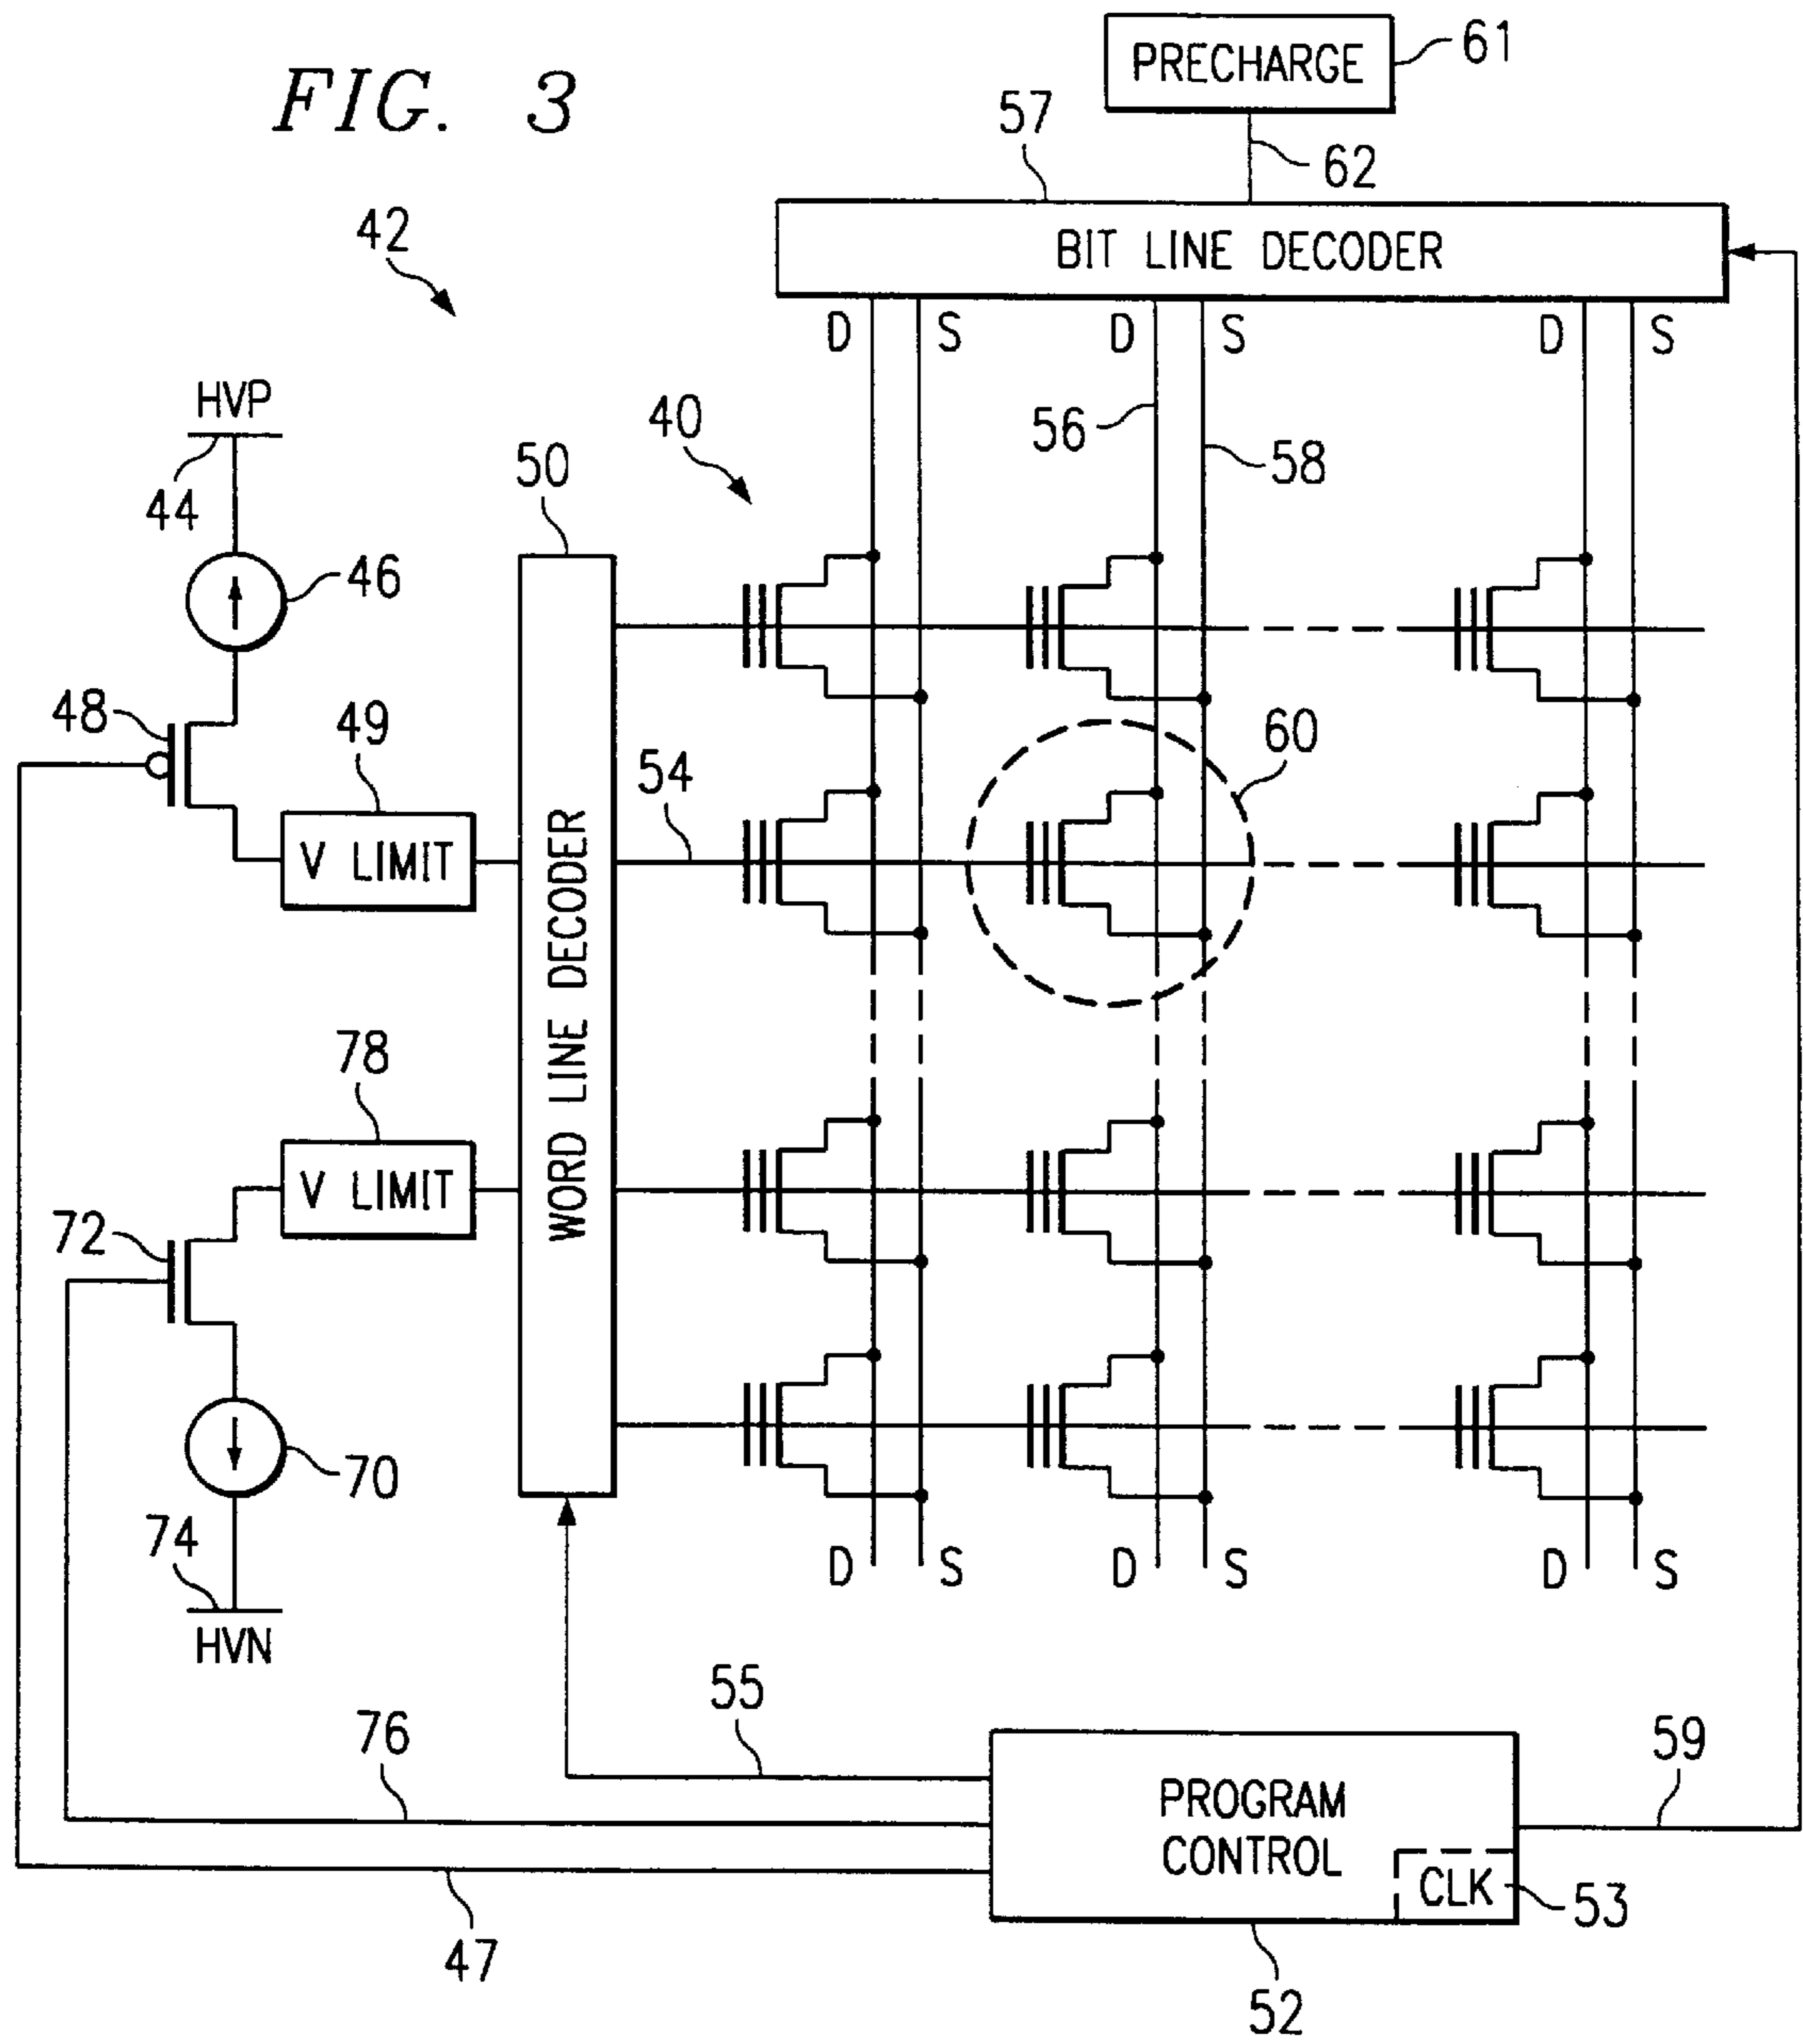 FIG. 3
PRECHARGE
61
57
62
42
BIT LINE DECODER
D S D S D S
HVP
40
56
58
50
44
46
48
49
60
54
V LIMIT
WORD LINE DECODER
78
V LIMIT
72
70
74
HVN
D S D S D S
55
59
76
PROGRAM
CONTROL
CLK
53
47
52